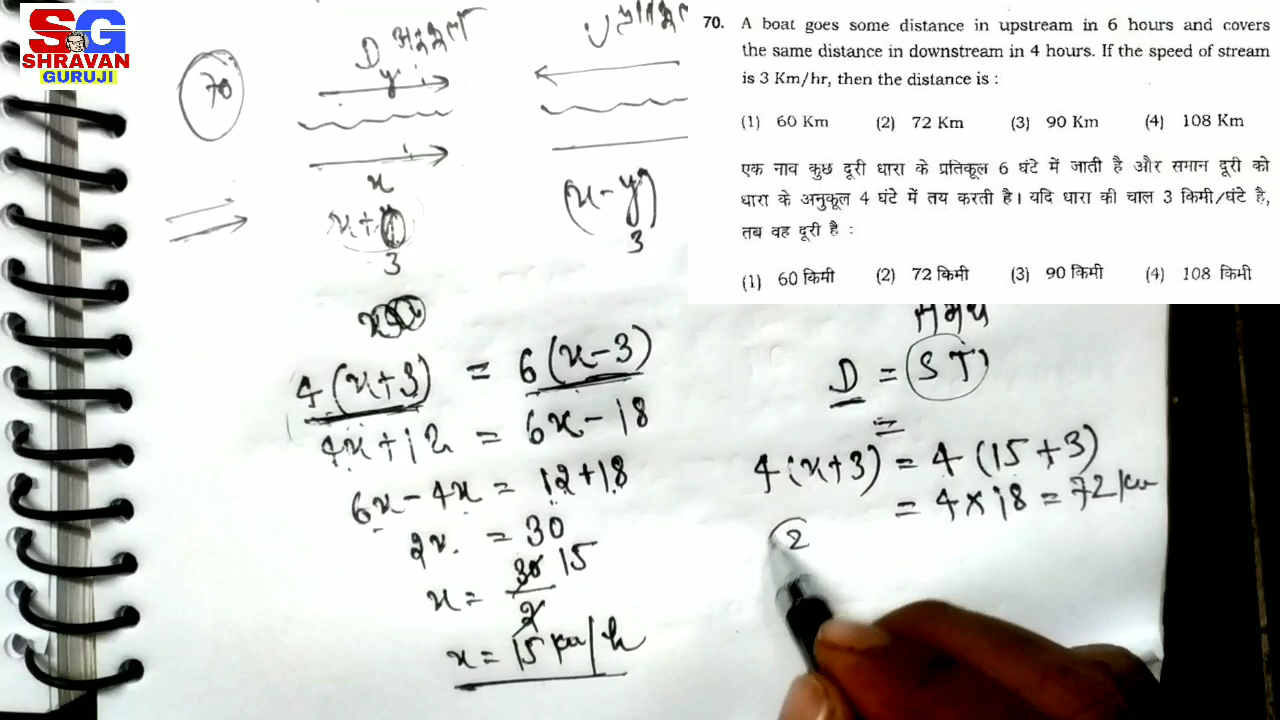 SG
SHRAVAN
GURUJI
70. A boat goes some distance in upstream in 6 hours and covers
the same distance in downstream in 4 hours. If the speed of stream
is 3 Km/hr, then the distance is :
(1) 60 Km (2) 72 Km (3) 90 Km (4) 108 Km
एक नाव कुछ दूरी धारा के प्रतिकूल 6 घंटे में जाती है और समान दूरी को
धारा के अनुकूल 4 घंटे में तय करती है। यदि धारा की चाल 3 किमी/घंटे है,
तब वह दूरी है :
(1) 60 किमी (2) 72 किमी (3) 90 किमी (4) 108 किमी
70
D अनुकूल U
y
x
x+y (x-y)
3 3
4(x+3) = 6(x-3)
4x+12 = 6x-18
6x-4x = 12+18
2x = 30
x = 30/2 15
x = 15 km/h
समय
D = ST
=
4(x+3) = 4(15+3)
= 4×18 = 72 km
2